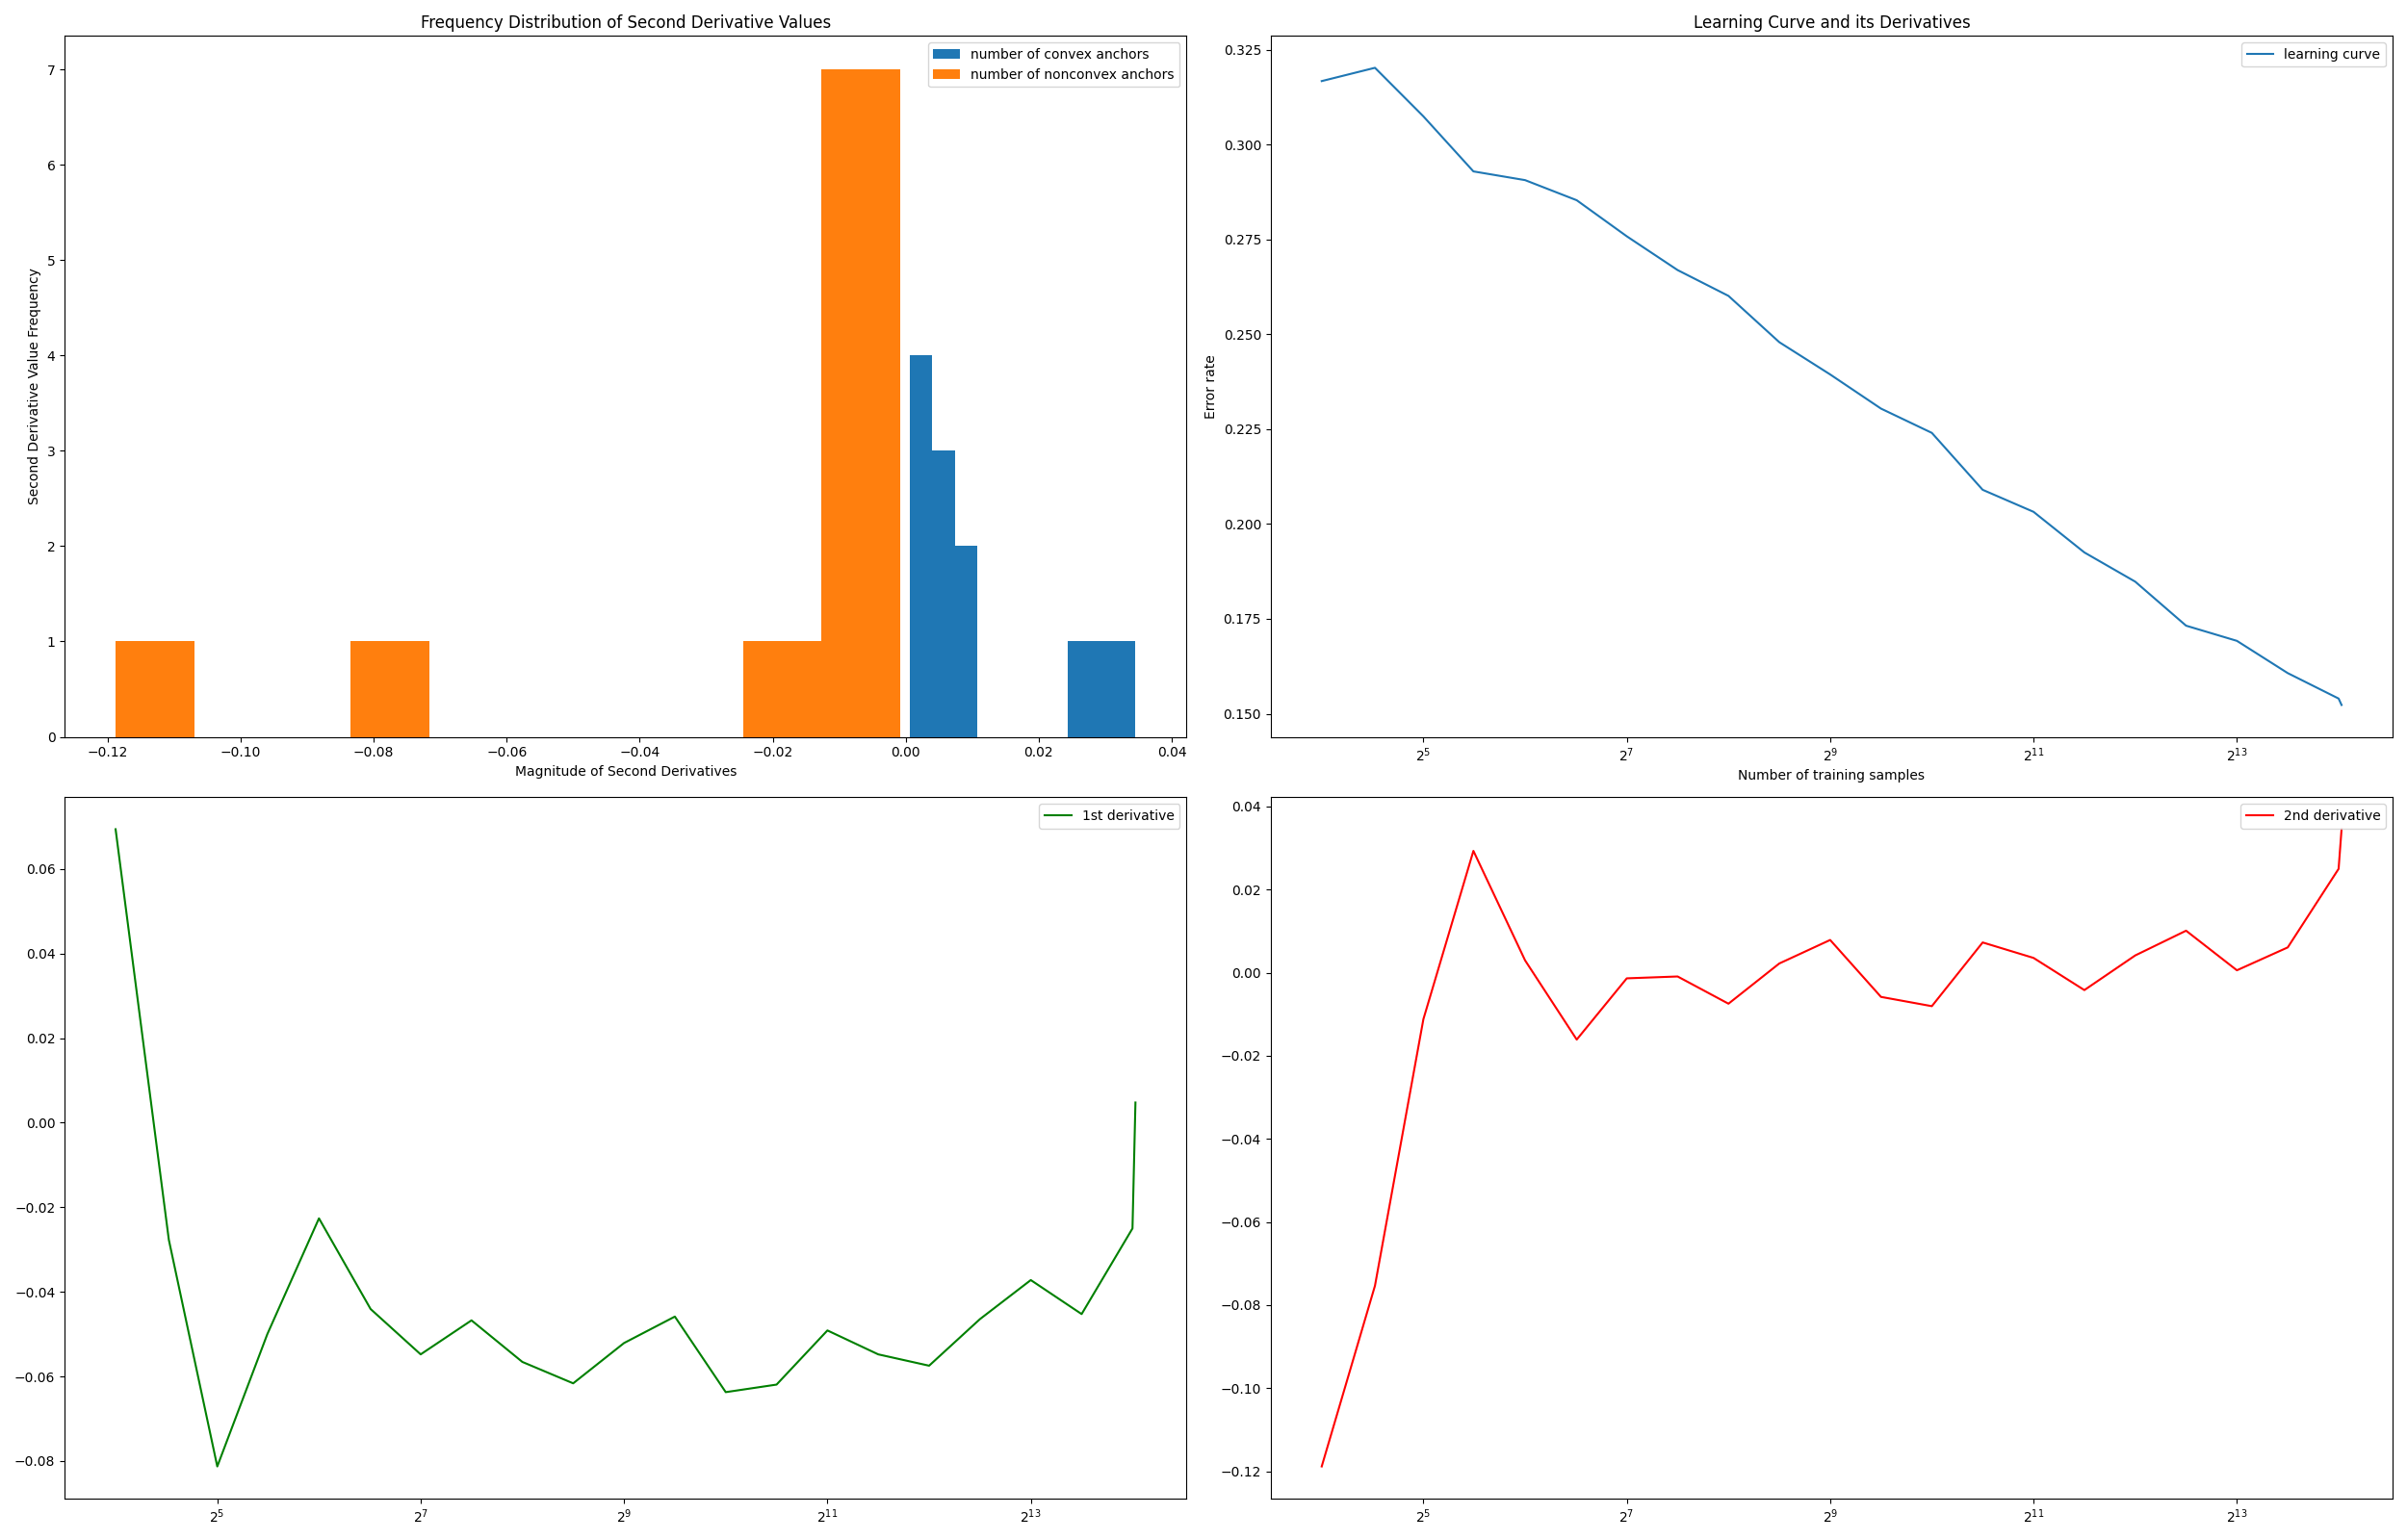 Frequency Distribution of Second Derivative Values
number of convex anchors
number of nonconvex anchors
Second Derivative Value Frequency
7
6
5
4
3
2
1
0
−0.12 −0.10 −0.08 −0.06 −0.04 −0.02 0.00 0.02 0.04
Magnitude of Second Derivatives
Learning Curve and its Derivatives
learning curve
Error rate
0.325
0.300
0.275
0.250
0.225
0.200
0.175
0.150
2^5 2^7 2^9 2^11 2^13
Number of training samples
1st derivative
0.06
0.04
0.02
0.00
−0.02
−0.04
−0.06
−0.08
2^5 2^7 2^9 2^11 2^13
2nd derivative
0.04
0.02
0.00
−0.02
−0.04
−0.06
−0.08
−0.10
−0.12
2^5 2^7 2^9 2^11 2^13